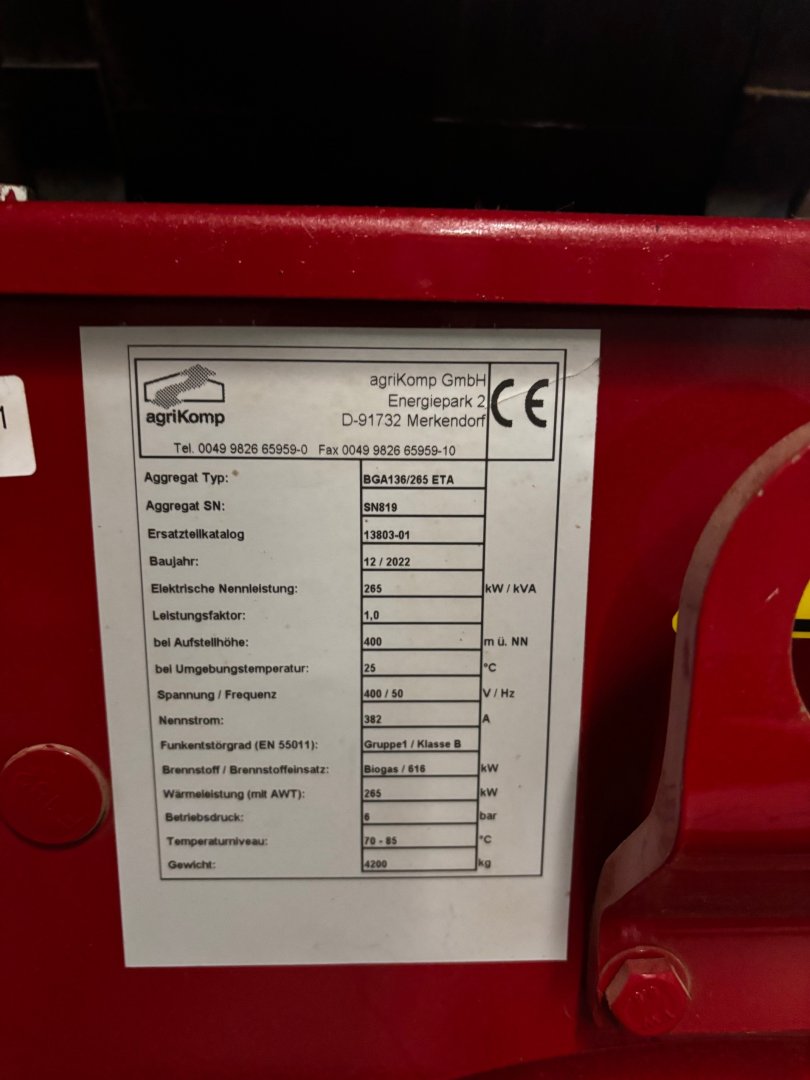 agriKomp
agriKomp GmbH
Energiepark 2
D-91732 Merkendorf
CE
Tel. 0049 9826 65959-0 Fax 0049 9826 65959-10
Aggregat Typ: BGA136/265 ETA
Aggregat SN: SN819
Ersatzteilkatalog 13803-01
Baujahr: 12 / 2022
Elektrische Nennleistung: 265 kW / kVA
Leistungsfaktor: 1,0
bei Aufstellhöhe: 400 m ü. NN
bei Umgebungstemperatur: 25 °C
Spannung / Frequenz 400 / 50 V / Hz
Nennstrom: 382 A
Funkentstörgrad (EN 55011): Gruppe1 / Klasse B
Brennstoff / Brennstoffeinsatz: Biogas / 616 kW
Wärmeleistung (mit AWT): 265 kW
Betriebsdruck: 6 bar
Temperaturniveau: 70 - 85 °C
Gewicht: 4200 kg
1